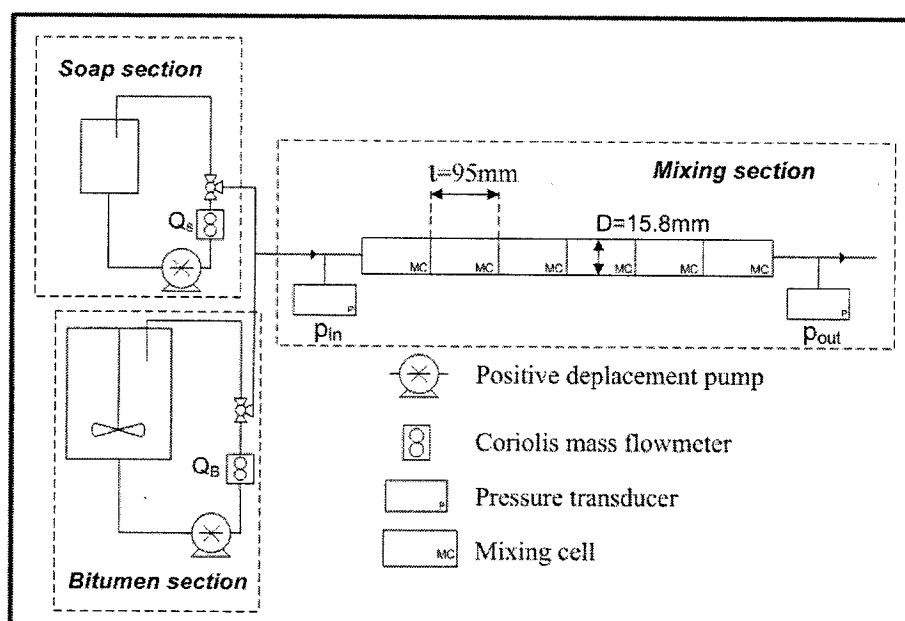 Soap section
Qs
Bitumen section
QB
Mixing section
t=95mm
D=15.8mm
MC MC MC MC MC MC
P
pin
P
pout
Positive deplacement pump
Coriolis mass flowmeter
P
Pressure transducer
MC
Mixing cell